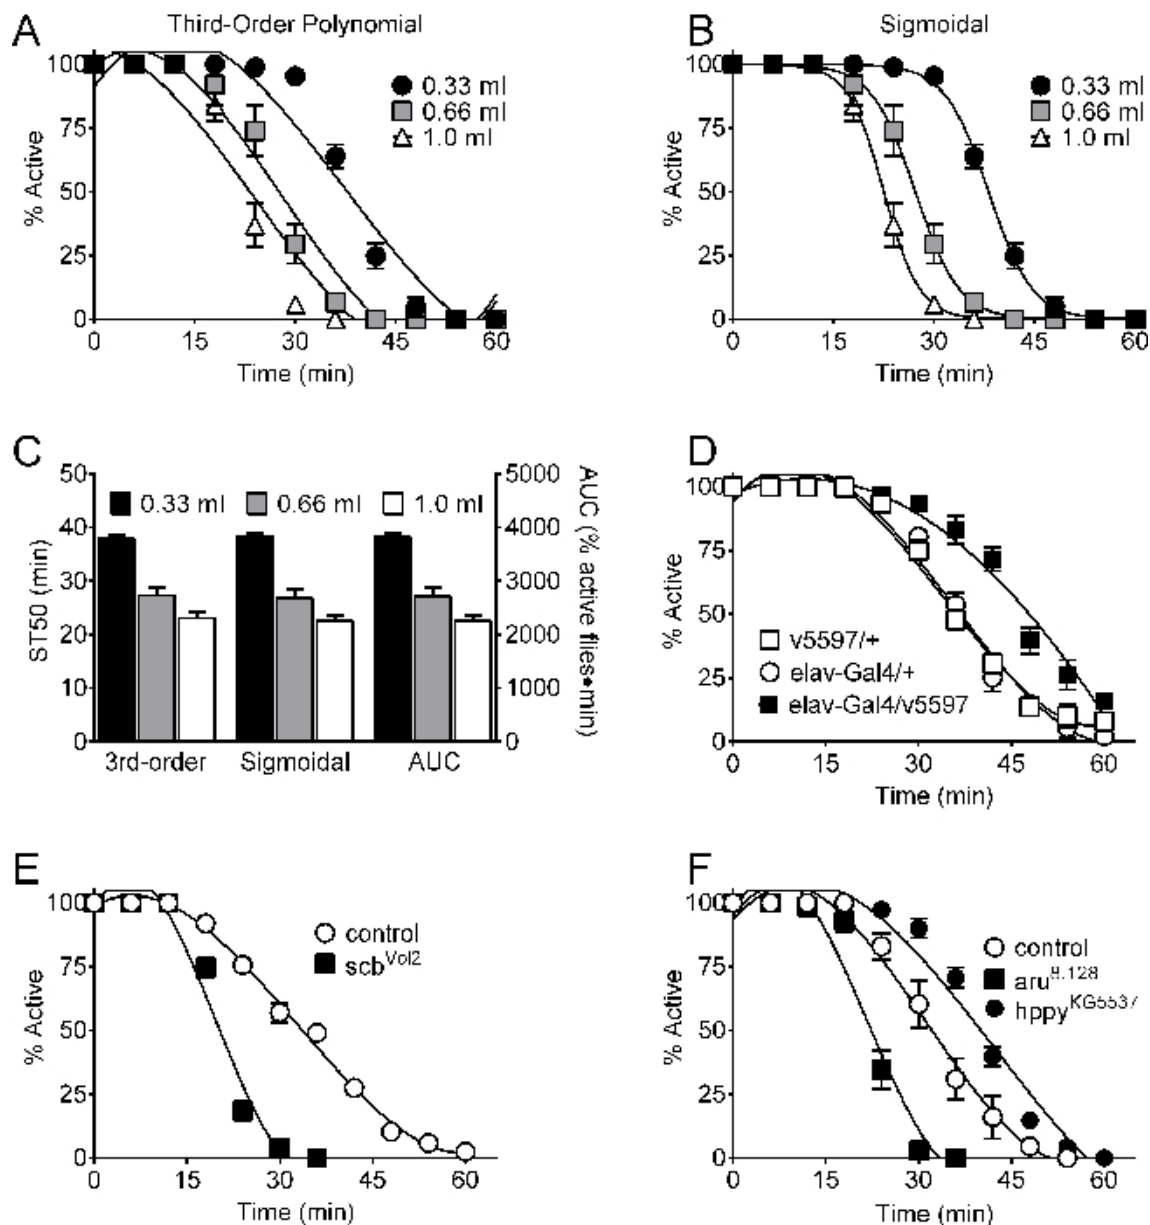 A Third-Order Polynomial
100
75
50
25
0
% Active
0.33 ml
0.66 ml
1.0 ml
0 15 30 45 60
Time (min)
B Sigmoidal
100
75
50
25
0
% Active
0.33 ml
0.66 ml
1.0 ml
0 15 30 45 60
Time (min)
C
50
40
30
20
10
0
ST50 (min)
0.33 ml 0.66 ml 1.0 ml
5000
4000
3000
2000
1000
0
AUC (% active flies•min)
3rd-order Sigmoidal AUC
D
100
75
50
25
0
% Active
v5597/+
elav-Gal4/+
elav-Gal4/v5597
0 15 30 45 60
Time (min)
E
100
75
50
25
0
% Active
control
scb^Vol2
0 15 30 45 60
Time (min)
F
100
75
50
25
0
% Active
control
aru^8.128
hppy^KG5537
0 15 30 45 60
Time (min)